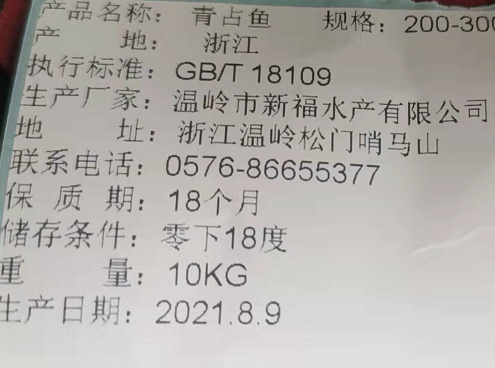 产品名称：青占鱼 规格：200-300
产地：浙江
执行标准：GB/T 18109
生产厂家：温岭市新福水产有限公司
地址：浙江温岭松门哨马山
联系电话：0576-86655377
保质期：18个月
储存条件：零下18度
重量：10KG
生产日期：2021.8.9